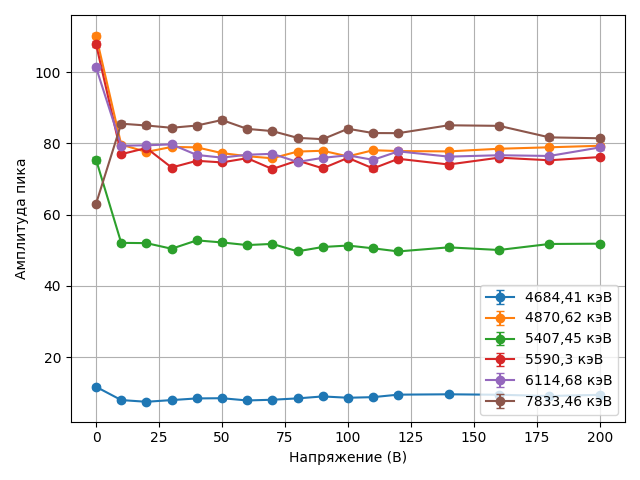 Амплитуда пика
100
80
60
40
20
0
25
50
75
100
125
150
175
200
Напряжение (В)
4684,41 кэВ
4870,62 кэВ
5407,45 кэВ
5590,3 кэВ
6114,68 кэВ
7833,46 кэВ